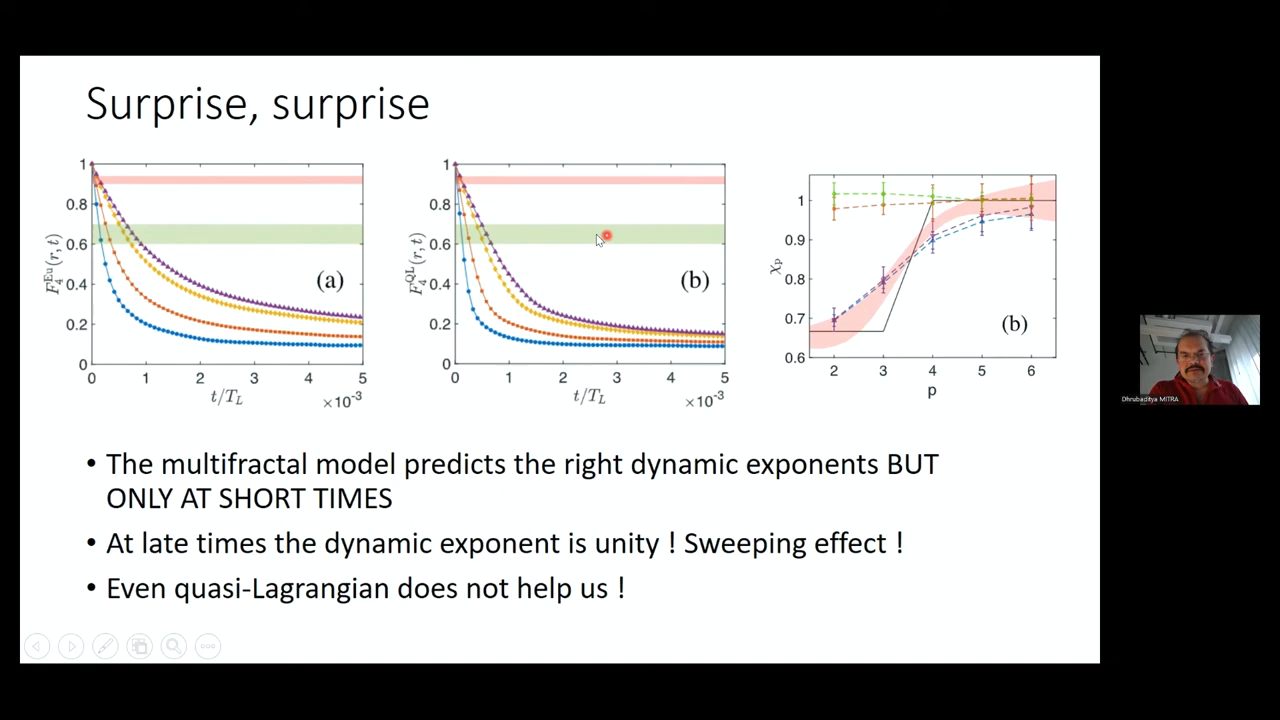 Surprise, surprise
1
0.8
0.6
0.4
0.2
0
F₄ᴱᵘ(r, t)
(a)
0 1 2 3 4 5
t/T_L
×10⁻³
1
0.8
0.6
0.4
0.2
0
F₄^QL(r, t)
(b)
0 1 2 3 4 5
t/T_L
×10⁻³
1
0.9
0.8
0.7
0.6
χ_p
(b)
2 3 4 5 6
p
• The multifractal model predicts the right dynamic exponents BUT
ONLY AT SHORT TIMES
• At late times the dynamic exponent is unity ! Sweeping effect !
• Even quasi-Lagrangian does not help us !
Dhrubaditya MITRA